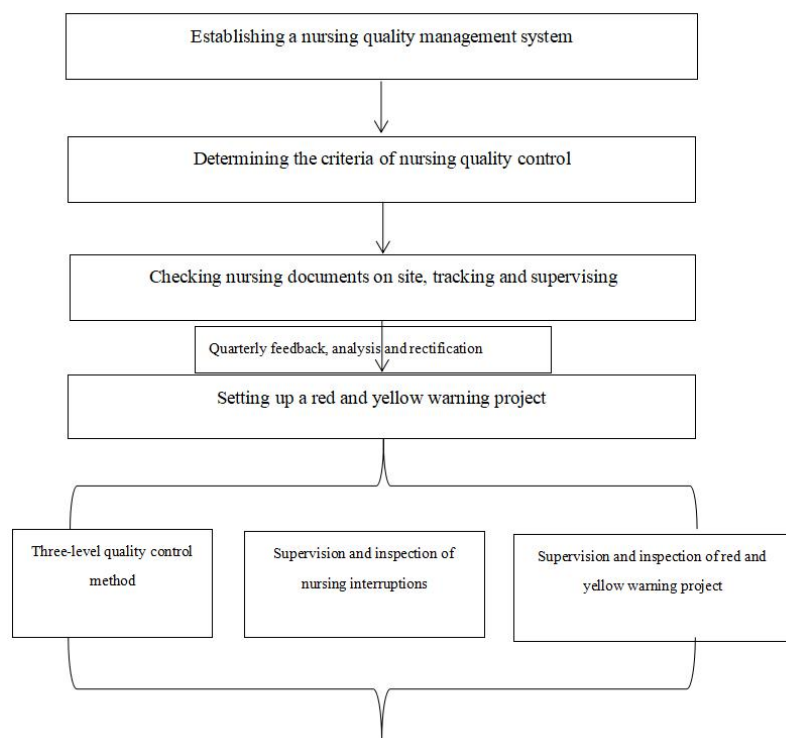 Establishing a nursing quality management system
Determining the criteria of nursing quality control
Checking nursing documents on site, tracking and supervising
Quarterly feedback, analysis and rectification
Setting up a red and yellow warning project
Three-level quality control
method
Supervision and inspection of
nursing interruptions
Supervision and inspection of red and
yellow warning project